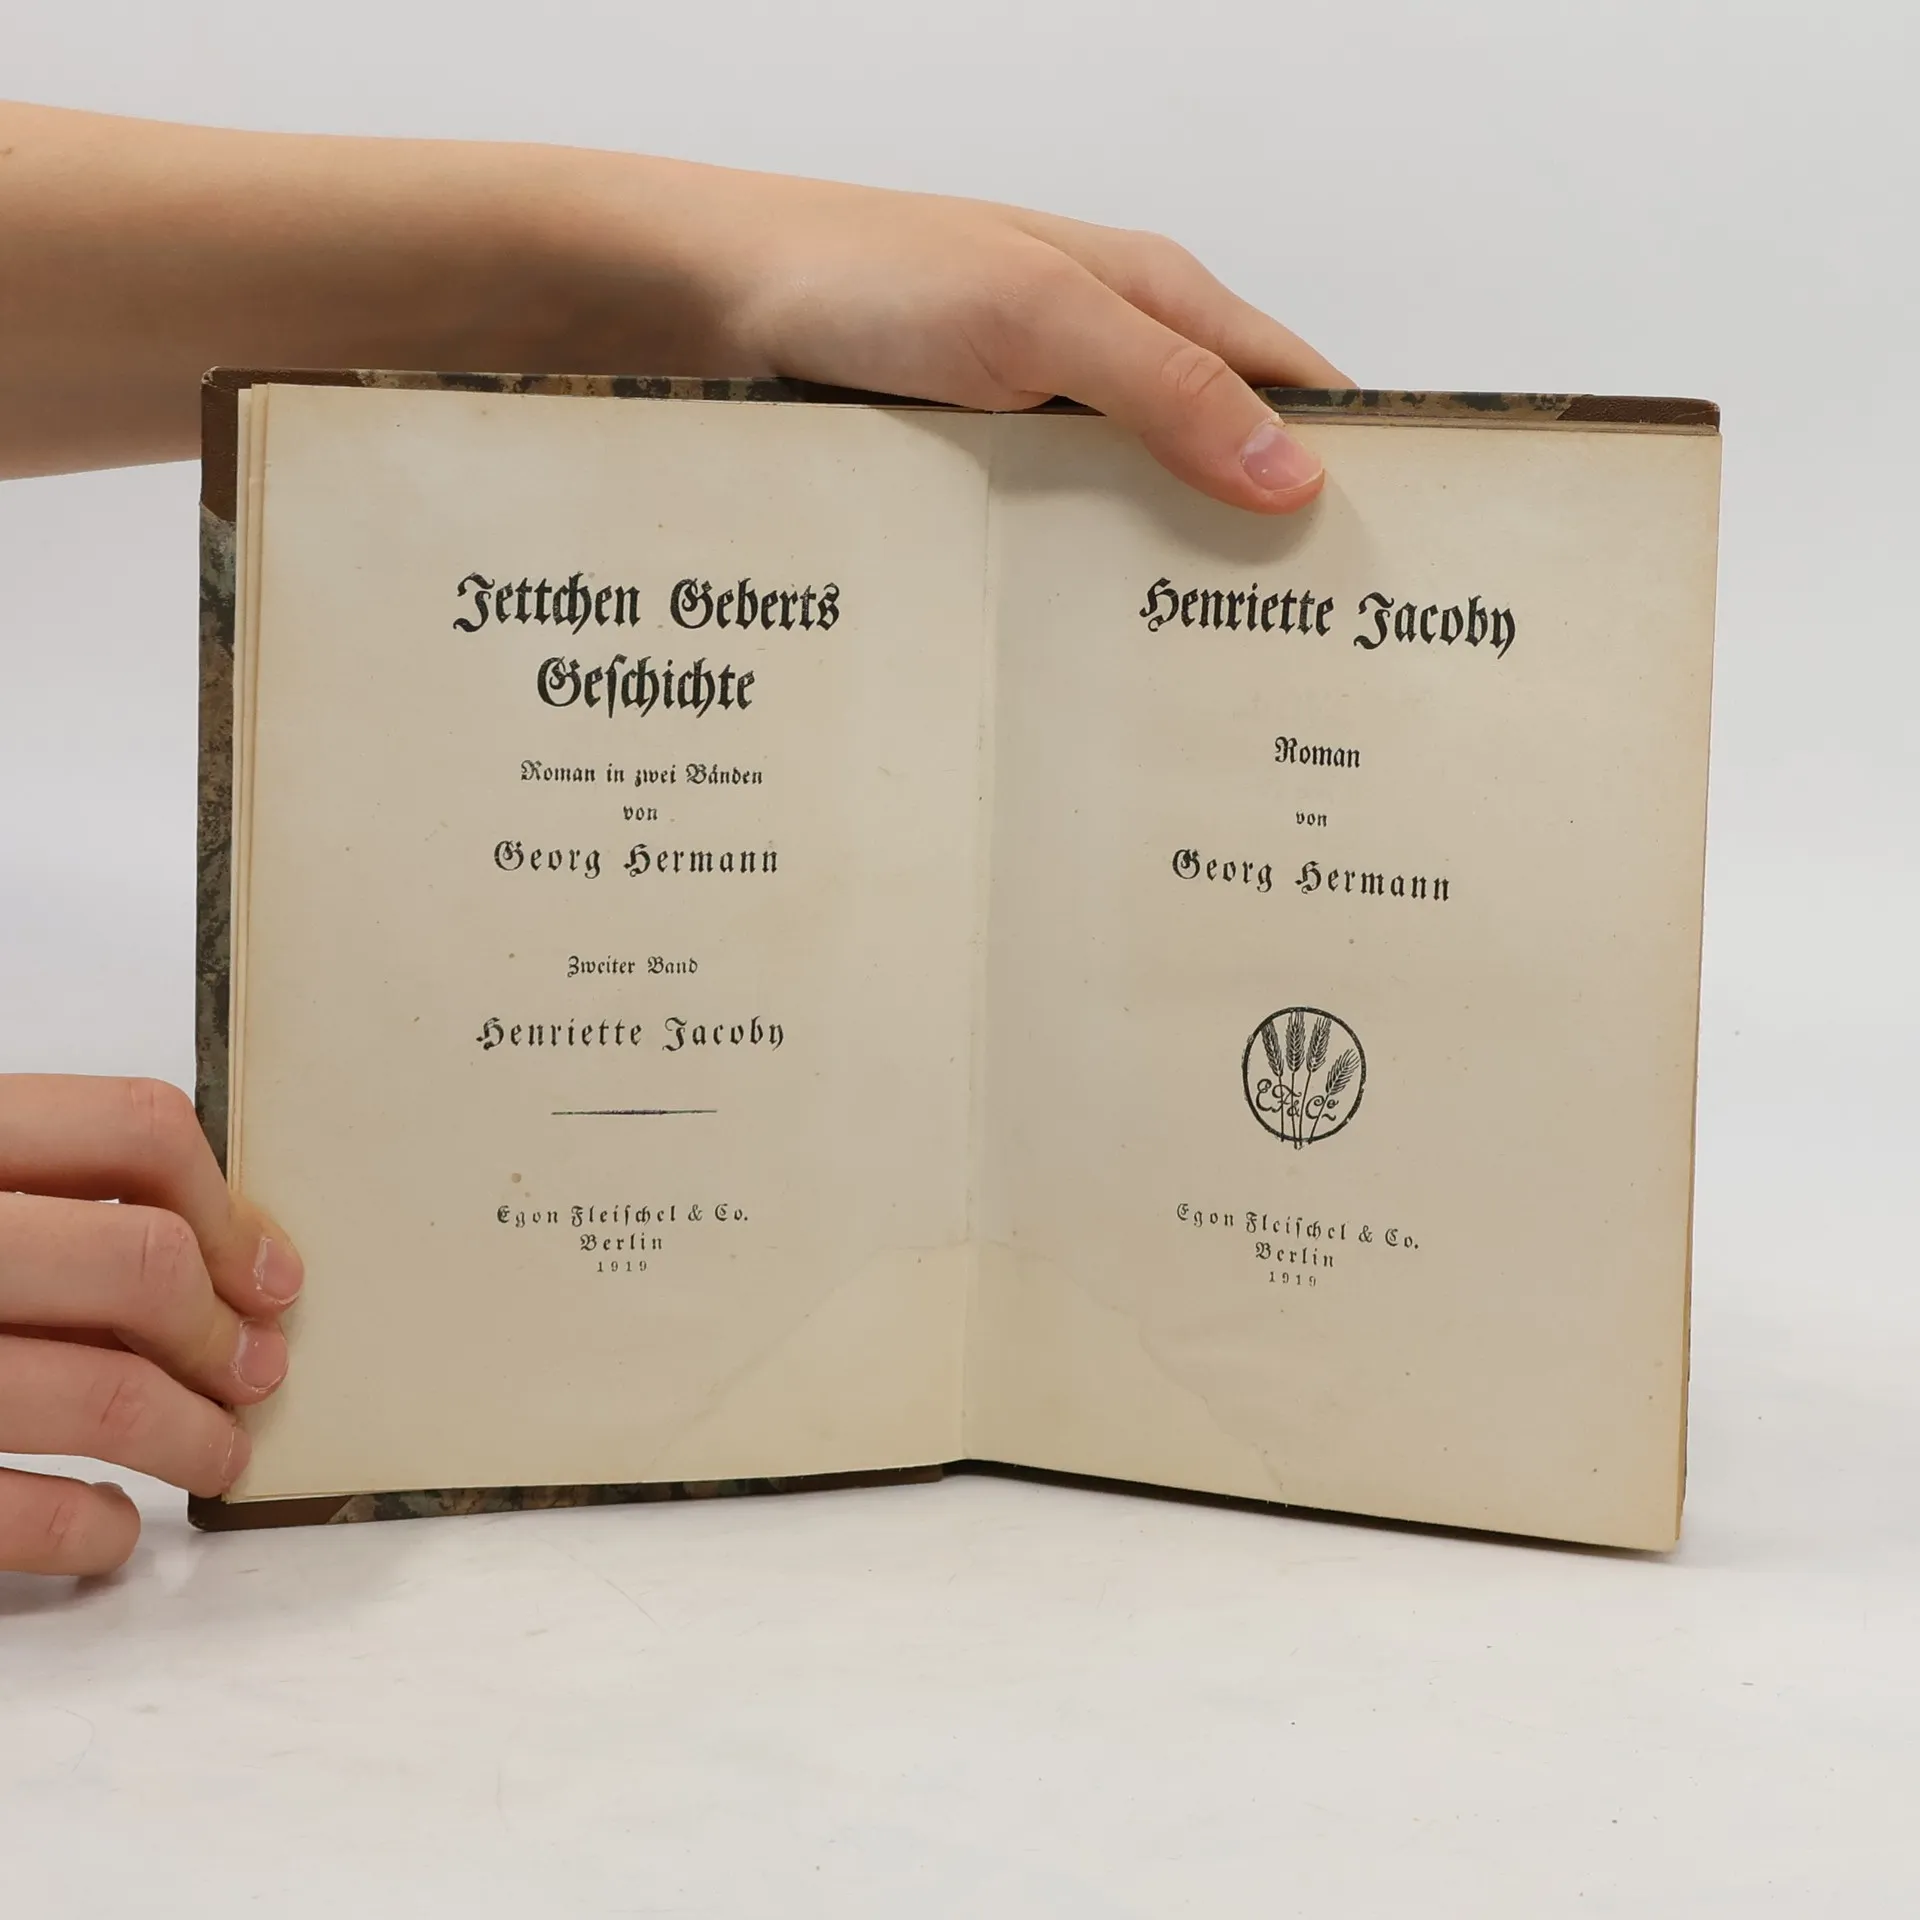 Jettchen Geberts
Geſchichte
Roman in zwei Bänden
von
Georg Hermann
Zweiter Band
Henriette Jacoby
Egon Fleiſchel & Co.
Berlin
1919
Henriette Jacoby
Roman
von
Georg Hermann
E F & Co
Egon Fleiſchel & Co.
Berlin
1919